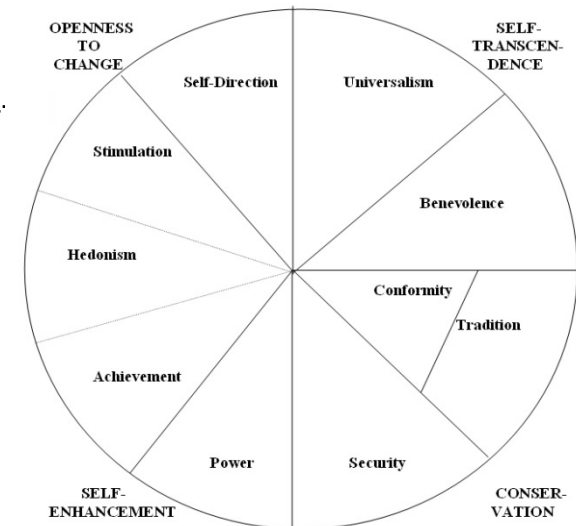 OPENNESS
TO
CHANGE
SELF-
TRANSCEN-
DENCE
Self-Direction
Universalism
Stimulation
Benevolence
Hedonism
Conformity
Tradition
Achievement
Power
Security
SELF-
ENHANCEMENT
CONSER-
VATION